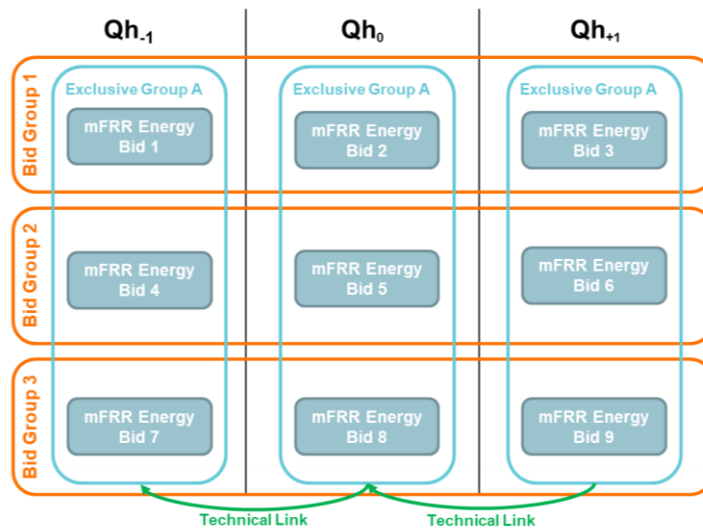 Qh-1
Qh0
Qh+1
Bid Group 1
Exclusive Group A
Exclusive Group A
Exclusive Group A
mFRR Energy
Bid 1
mFRR Energy
Bid 2
mFRR Energy
Bid 3
Bid Group 2
mFRR Energy
Bid 4
mFRR Energy
Bid 5
mFRR Energy
Bid 6
Bid Group 3
mFRR Energy
Bid 7
mFRR Energy
Bid 8
mFRR Energy
Bid 9
Technical Link
Technical Link